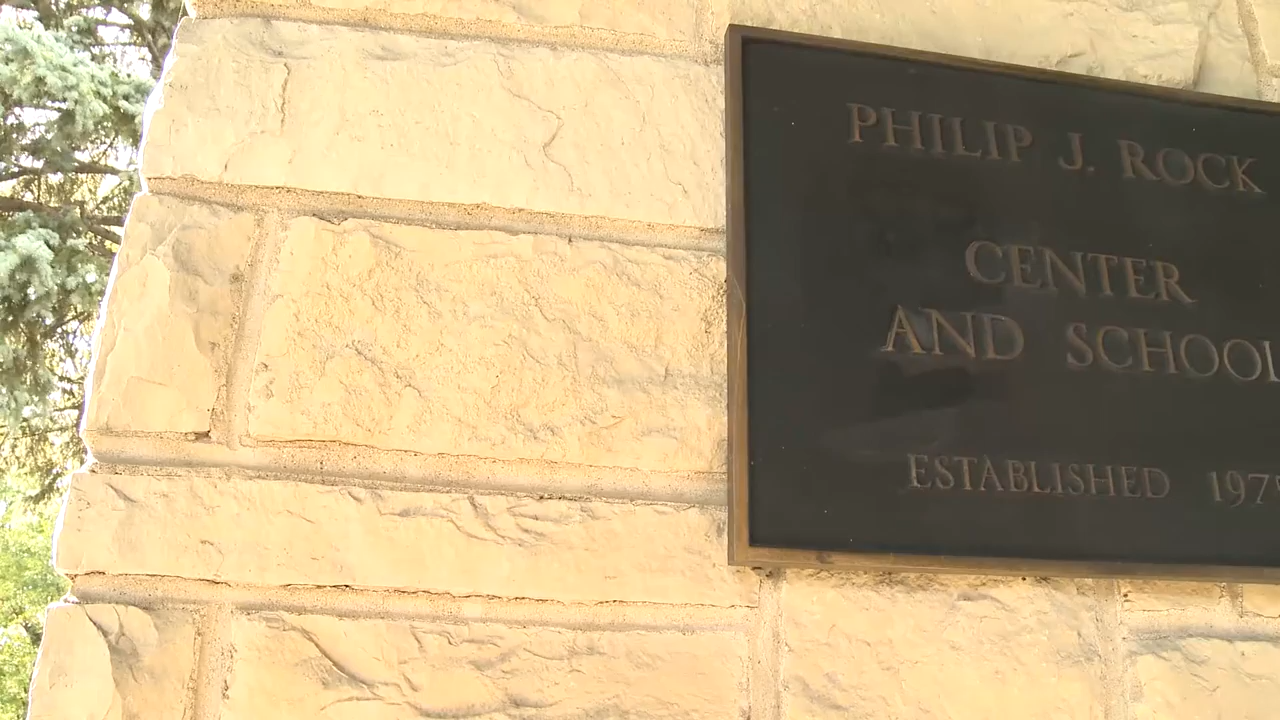 PHILIP J. ROCK
CENTER
AND SCHOOL
ESTABLISHED